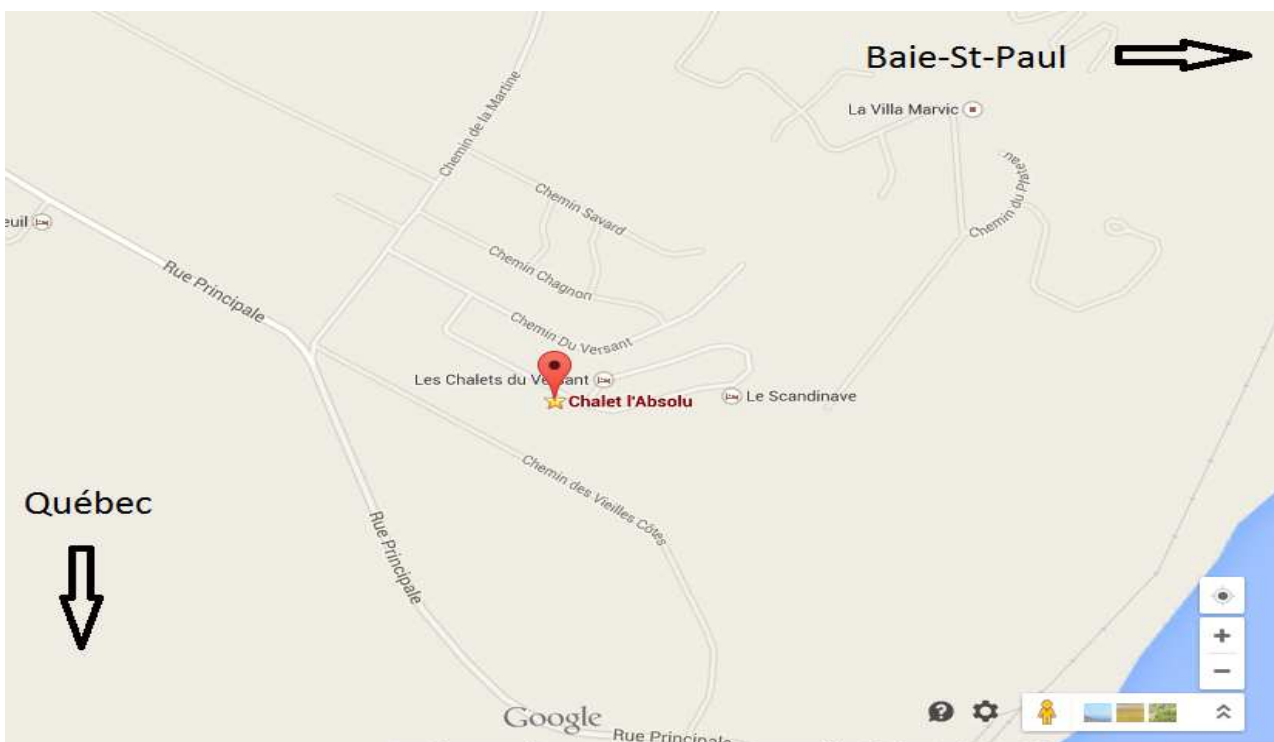 Baie-St-Paul
La Villa Marvic
Chemin de la Martine
Chemin du plateau
Chemin Savard
euil
Chemin Chagnon
Rue Principale
Chemin Du Versant
Les Chalets du Versant
Chalet l'Absolu
Le Scandinave
Chemin des Vieilles Côtes
Québec
Rue Principale
Google
Rue Principale